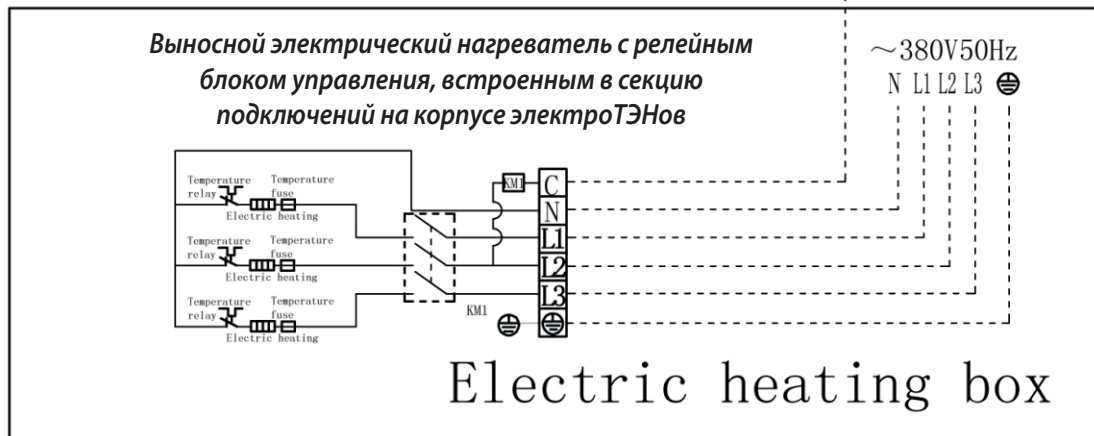 Выносной электрический нагреватель с релейным
блоком управления, встроенным в секцию
подключений на корпусе электроТЭНов
～380V50Hz
N L1 L2 L3
Temperature relay
Temperature fuse
Electric heating
Temperature relay
Temperature fuse
Electric heating
Temperature relay
Temperature fuse
Electric heating
KM1
KM1
C
N
L1
L2
L3
Electric heating box